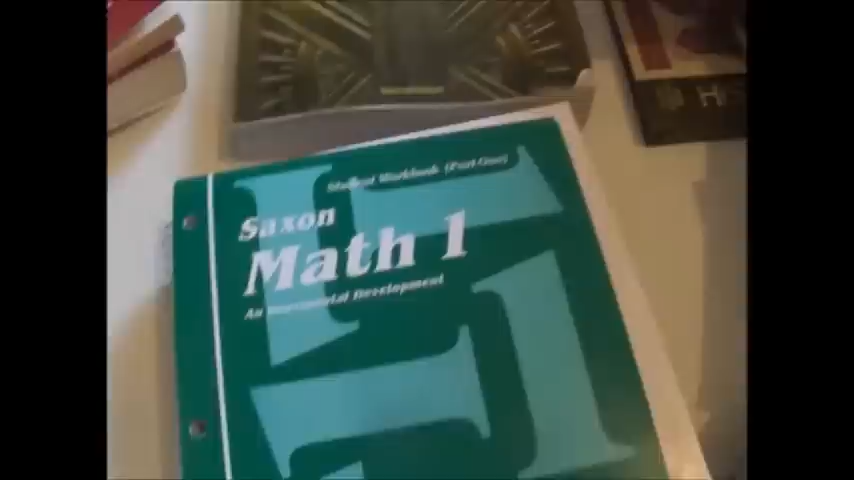 Student Workbook (Part One)
Saxon
Math 1
An Incremental Development